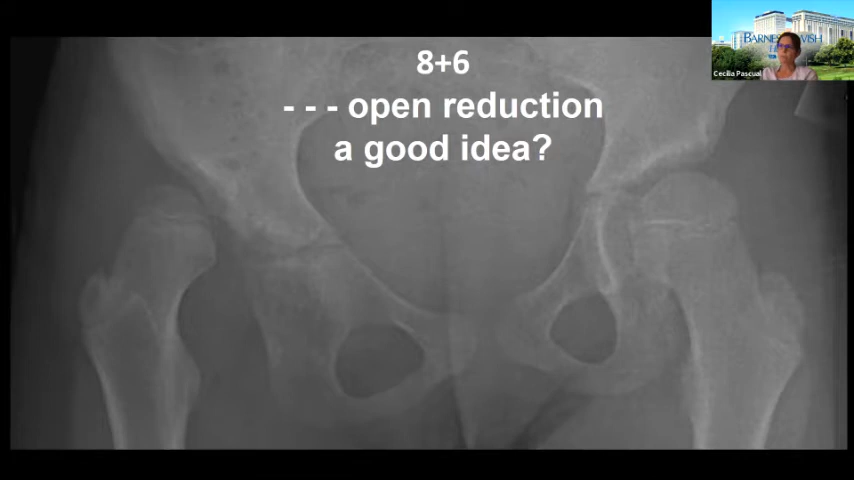 8+6
- - - open reduction
a good idea?
Cecilia Pascual